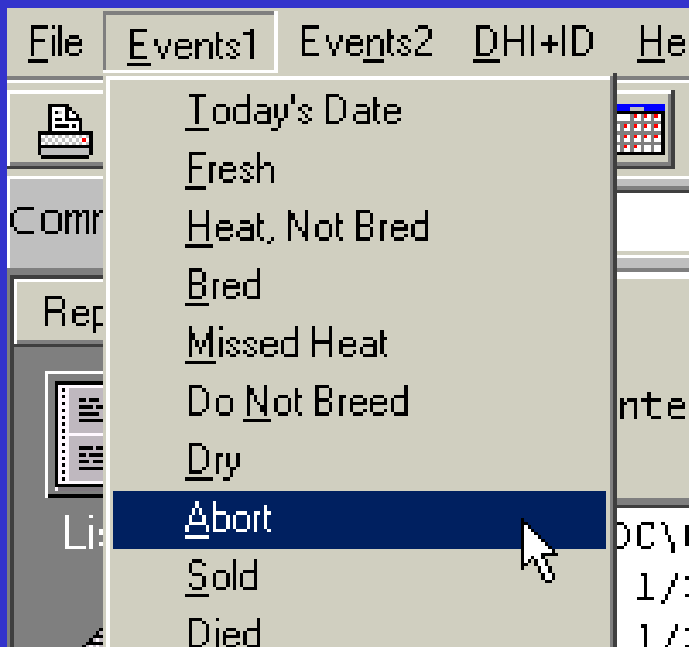 File Events1 Events2 DHI+ID
Today's Date
Fresh
Heat, Not Bred
Bred
Missed Heat
Do Not Breed
Dry
Abort
Sold
Died